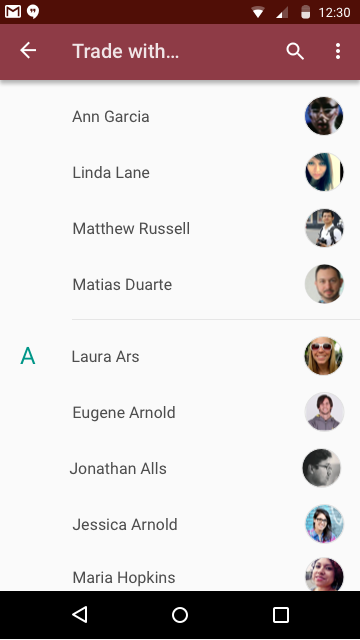 12:30
Trade with...
Ann Garcia
Linda Lane
Matthew Russell
Matias Duarte
A
Laura Ars
Eugene Arnold
Jonathan Alls
Jessica Arnold
Maria Hopkins